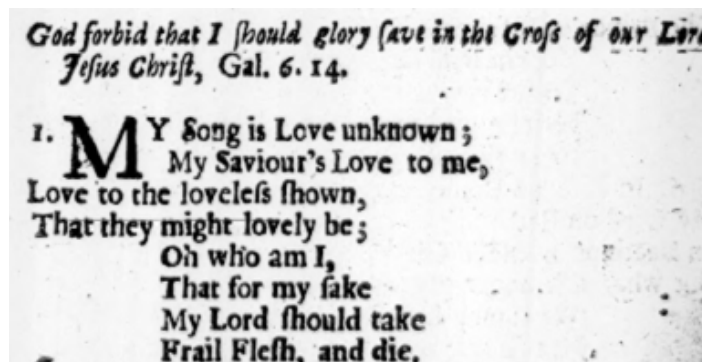 God forbid that I ſhould glory ſave in the Croſs of our Lord
Jeſus Chriſt, Gal. 6. 14.
1. MY Song is Love unknown;
My Saviour's Love to me,
Love to the loveleſs ſhown,
That they might lovely be;
Oh who am I,
That for my ſake
My Lord ſhould take
Frail Fleſh, and die.